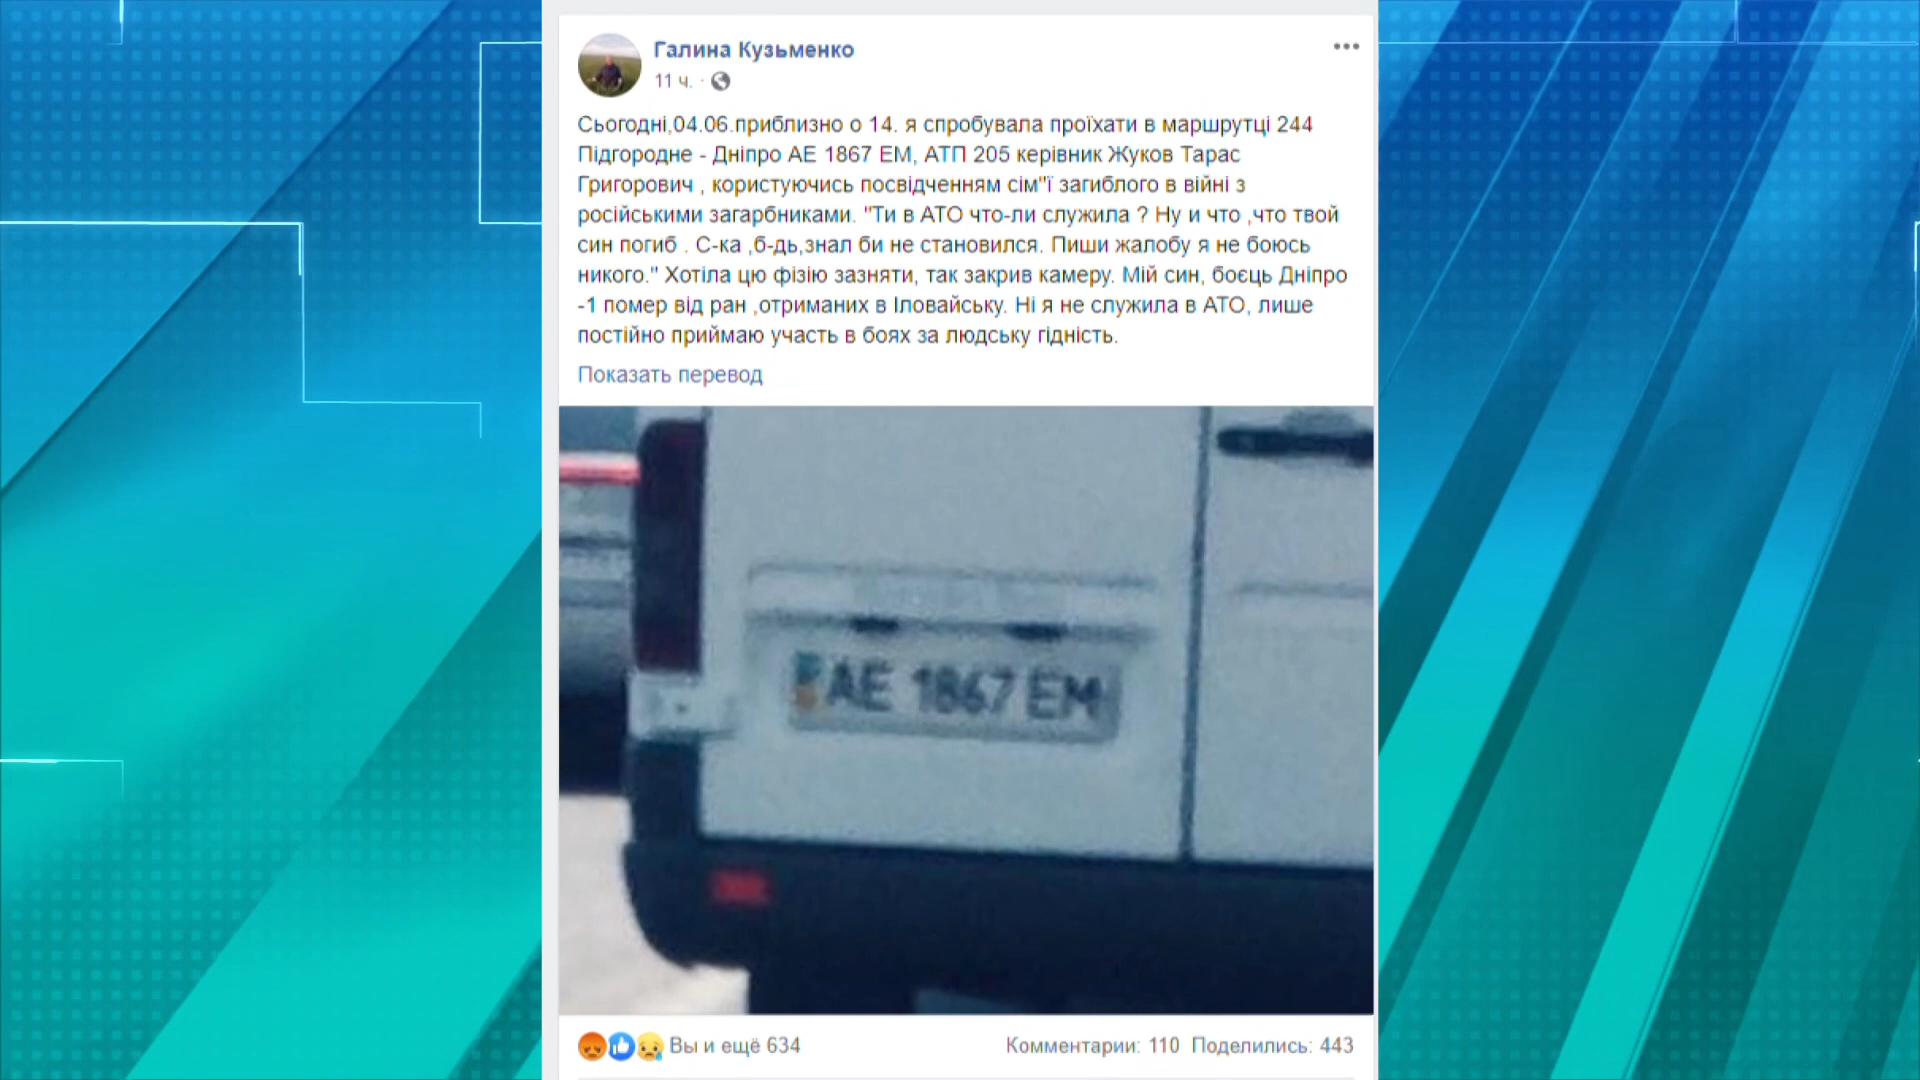 Галина Кузьменко
11 ч.
Сьогодні,04.06.приблизно о 14. я спробувала проїхати в маршрутці 244
Підгородне - Дніпро АЕ 1867 ЕМ, АТП 205 керівник Жуков Тарас
Григорович , користуючись посвідченням сім"ї загиблого в війні з
російськими загарбниками. "Ти в АТО что-ли служила ? Ну и что ,что твой
син погиб . С-ка ,б-дь,знал би не становился. Пиши жалобу я не боюсь
никого." Хотіла цю фізію зазняти, так закрив камеру. Мій син, боєць Дніпро
-1 помер від ран ,отриманих в Іловайську. Ні я не служила в АТО, лише
постійно приймаю участь в боях за людську гідність.
Показать перевод
АЕ 1867 ЕМ
Вы и ещё 634 Комментарии: 110 Поделились: 443